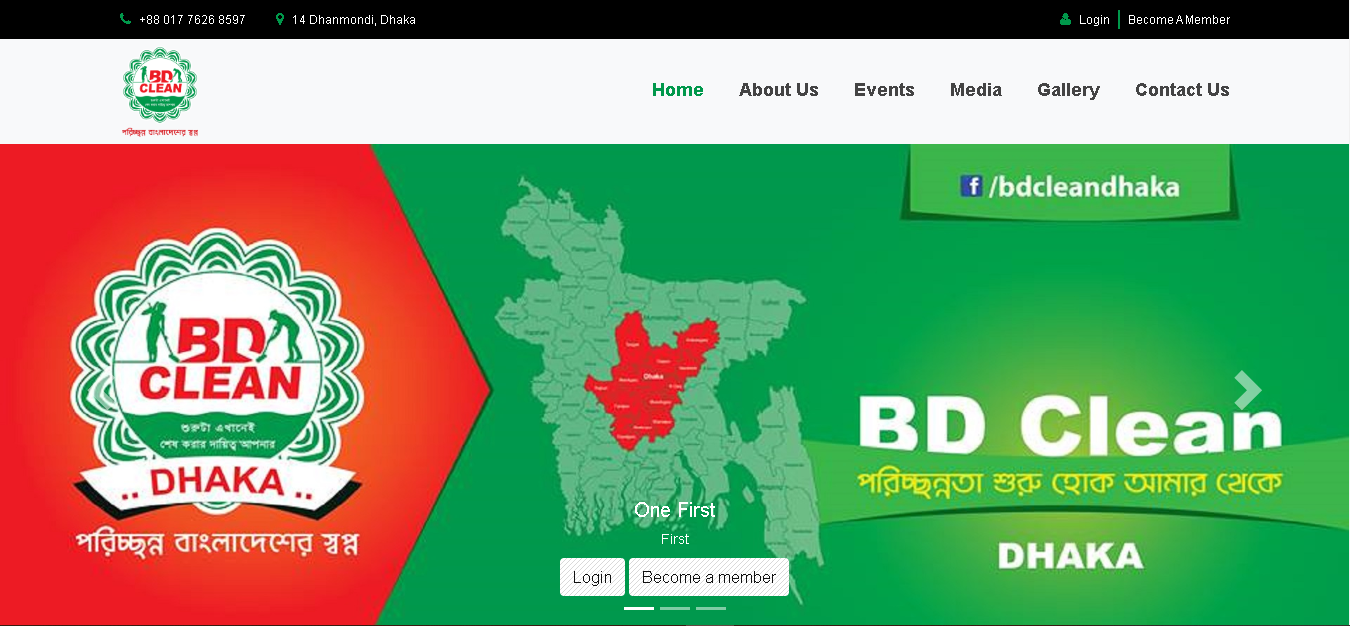 +88 017 7626 8597 14 Dhanmondi, Dhaka Login Become A Member
BD
CLEAN
পরিচ্ছন্ন বাংলাদেশের স্বপ্ন
Home About Us Events Media Gallery Contact Us
f /bdcleandhaka
BD
CLEAN
শুরুটা এখানেই
শেষ করার দায়িত্ব আপনার
.. DHAKA ..
পরিচ্ছন্ন বাংলাদেশের স্বপ্ন
Dhaka
BD Clean
পরিচ্ছন্নতা শুরু হোক আমার থেকে
DHAKA
One First
First
Login Become a member